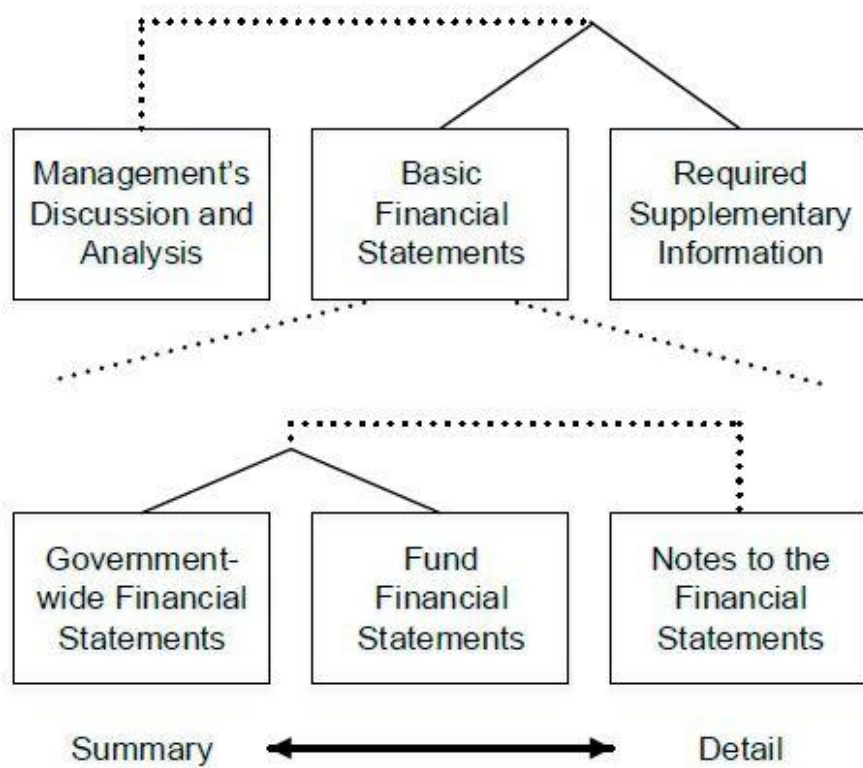 Management's
Discussion and
Analysis
Basic
Financial
Statements
Required
Supplementary
Information
Government-
wide Financial
Statements
Fund
Financial
Statements
Notes to the
Financial
Statements
Summary
Detail